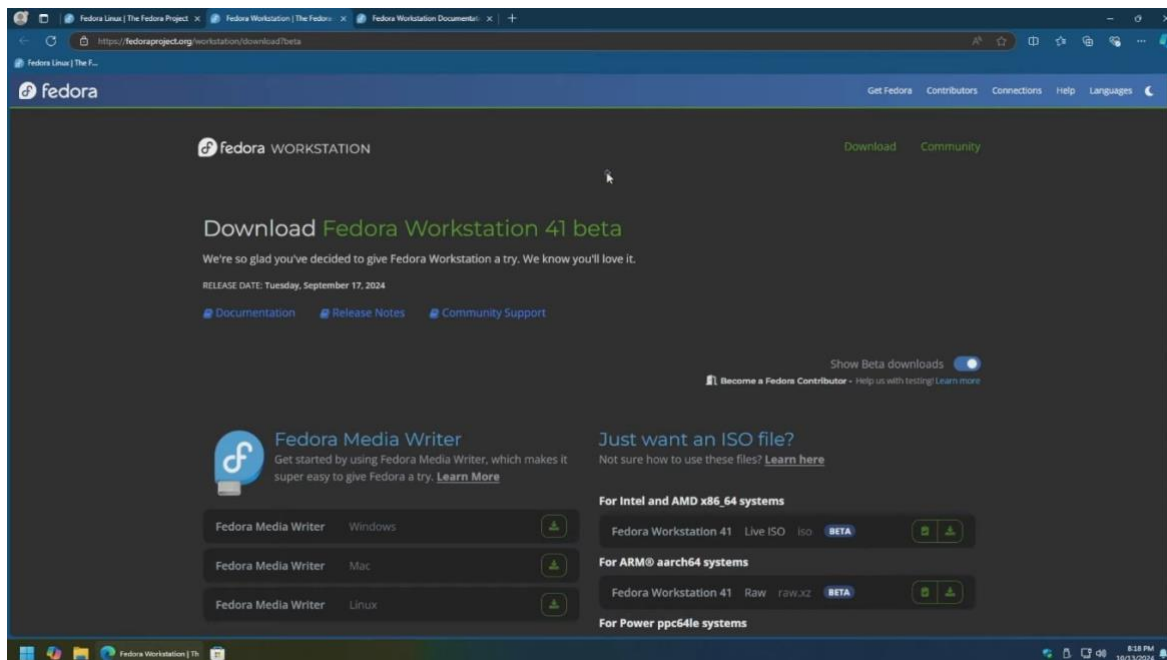 Fedora Linux | The Fedora Project
Fedora Workstation | The Fedora
Fedora Workstation Documentati
https://fedoraproject.org/workstation/download?beta
Fedora Linux | The F...
fedora
Get Fedora Contributors Connections Help Languages
fedora WORKSTATION
Download Community
Download Fedora Workstation 41 beta
We're so glad you've decided to give Fedora Workstation a try. We know you'll love it.
RELEASE DATE: Tuesday, September 17, 2024
Documentation Release Notes Community Support
Show Beta downloads
Become a Fedora Contributor - Help us with testing! Learn more
Fedora Media Writer
Get started by using Fedora Media Writer, which makes it
super easy to give Fedora a try. Learn More
Fedora Media Writer Windows
Fedora Media Writer Mac
Fedora Media Writer Linux
Just want an ISO file?
Not sure how to use these files? Learn here
For Intel and AMD x86_64 systems
Fedora Workstation 41 Live ISO iso BETA
For ARM® aarch64 systems
Fedora Workstation 41 Raw raw.xz BETA
For Power ppc64le systems
Fedora Workstation | Th
8:18 PM
10/13/2024